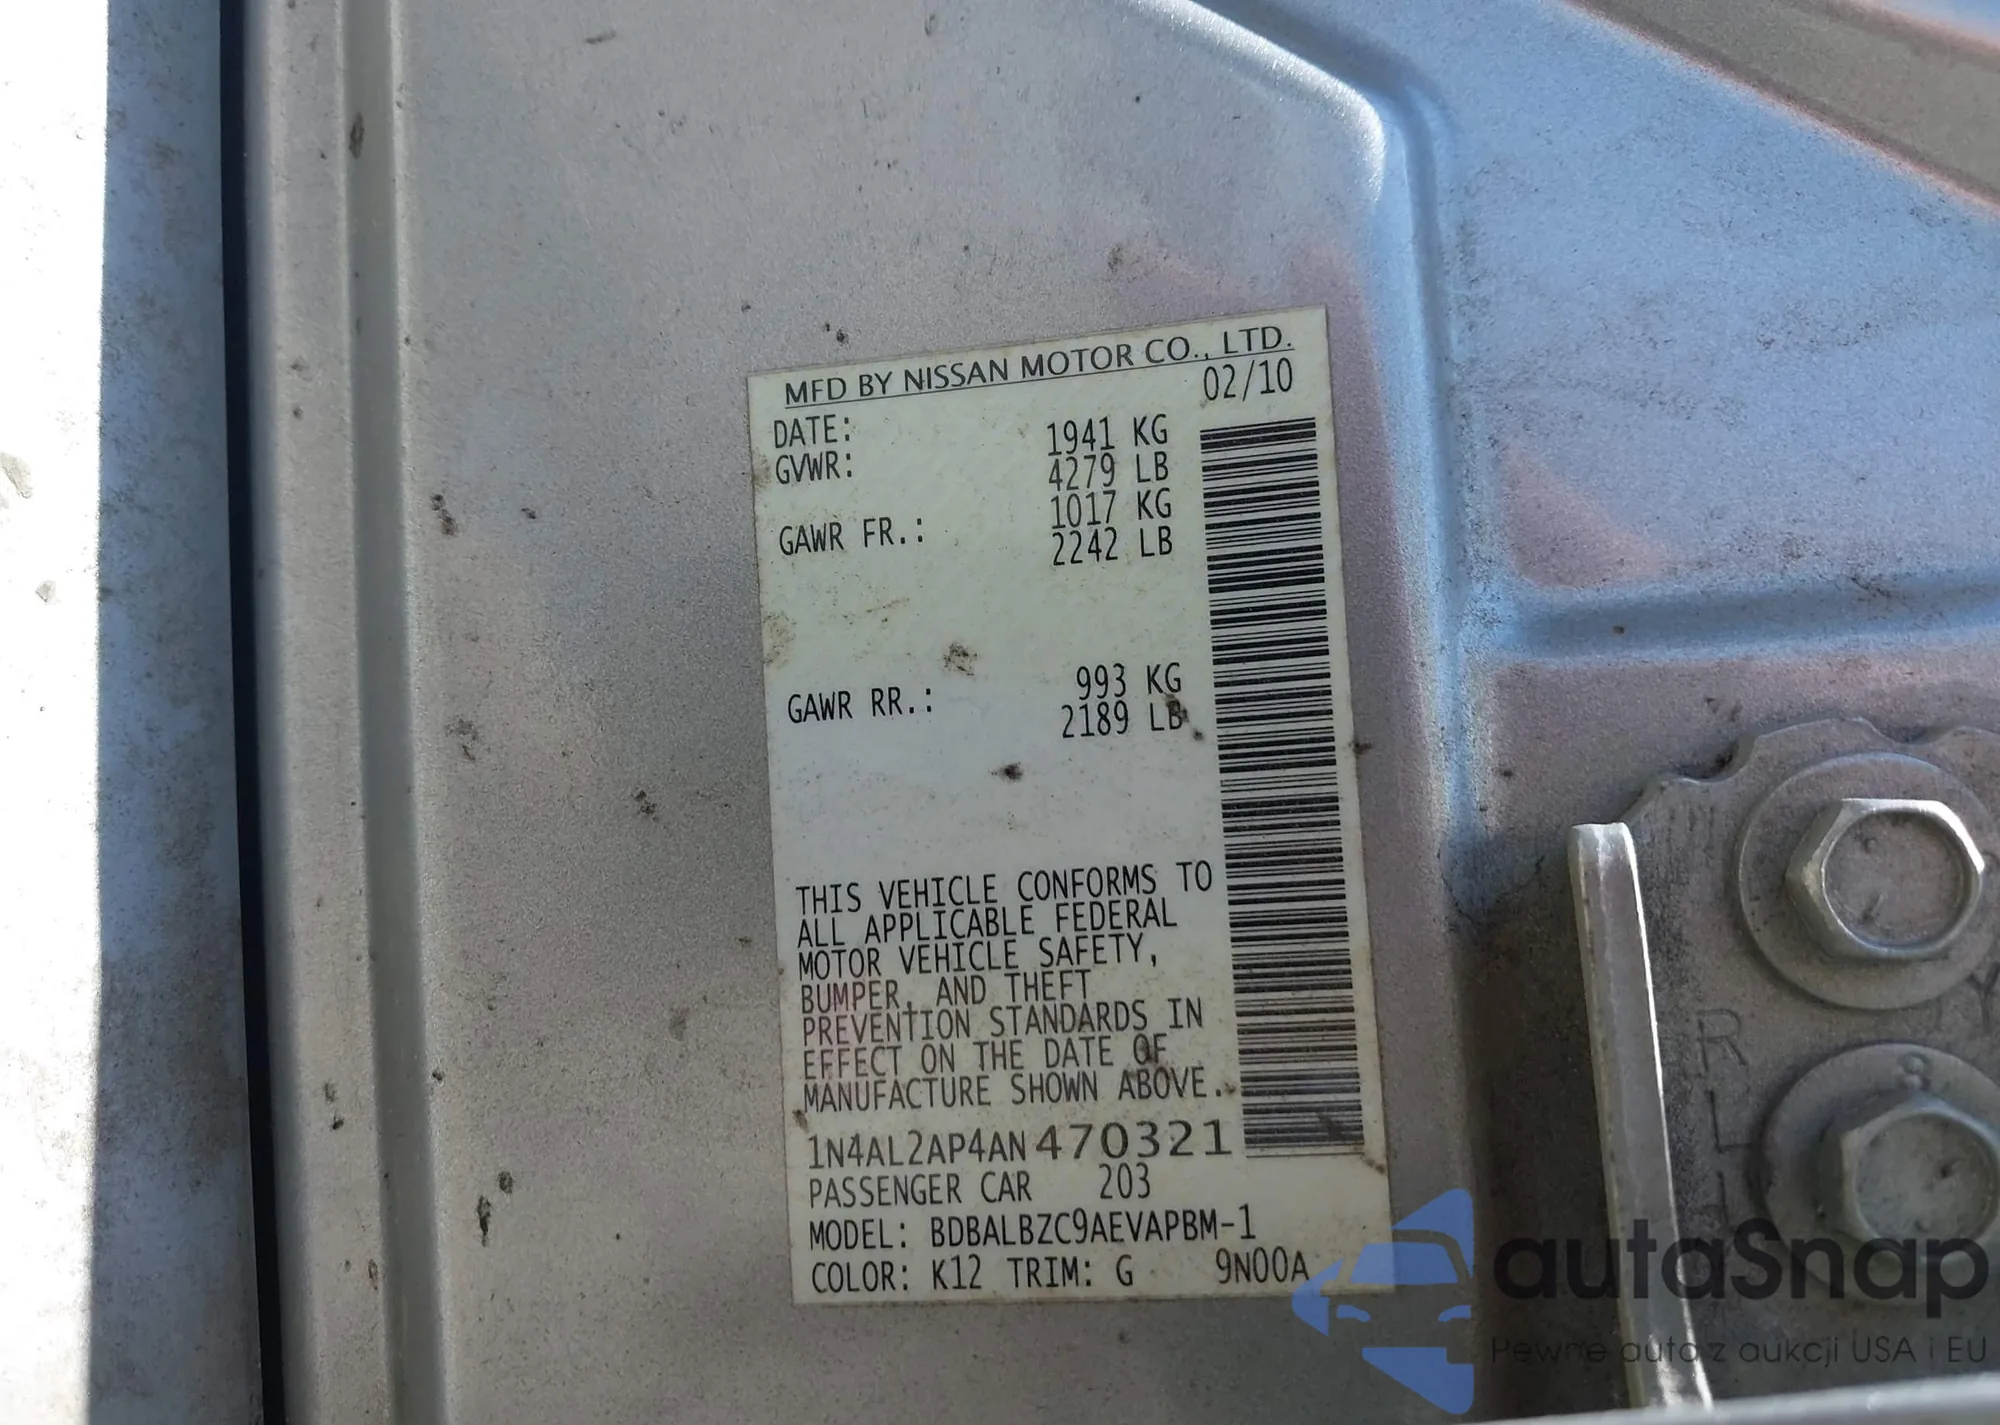 MFD BY NISSAN MOTOR CO., LTD.
DATE: 02/10
GVWR: 1941 KG
4279 LB
GAWR FR.: 1017 KG
2242 LB
GAWR RR.: 993 KG
2189 LB
THIS VEHICLE CONFORMS TO
ALL APPLICABLE FEDERAL
MOTOR VEHICLE SAFETY,
BUMPER, AND THEFT
PREVENTION STANDARDS IN
EFFECT ON THE DATE OF
MANUFACTURE SHOWN ABOVE.
1N4AL2AP4AN470321
PASSENGER CAR 203
MODEL: BDBALBZC9AEVAPBM-1
COLOR: K12 TRIM: G 9N00A
R
L
8
autaSnap
Pewne auta z aukcji USA i EU